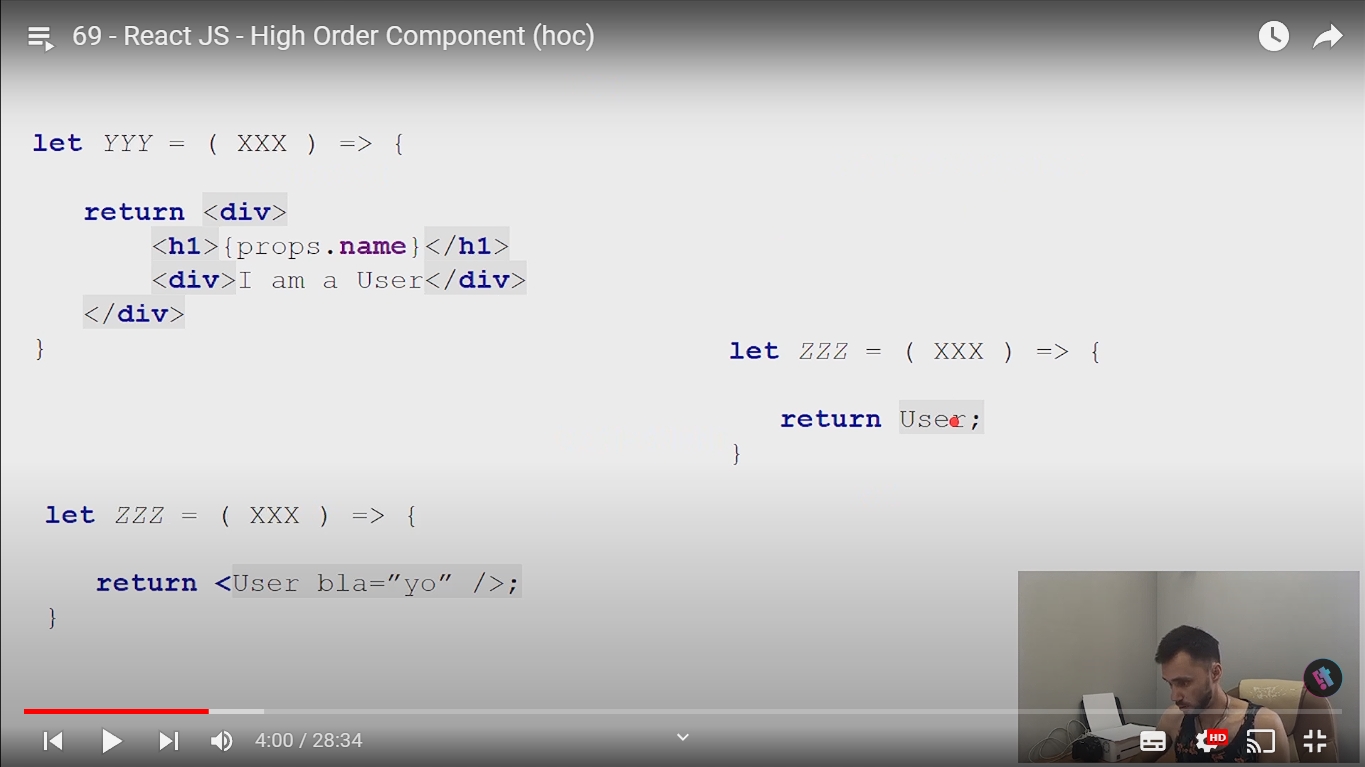 69 - React JS - High Order Component (hoc)
let YYY = ( XXX ) => {
return <div>
<h1>{props.name}</h1>
<div>I am a User</div>
</div>
}
let ZZZ = ( XXX ) => {
return User;
}
let ZZZ = ( XXX ) => {
return <User bla=”yo” />;
}
4:00 / 28:34
HD